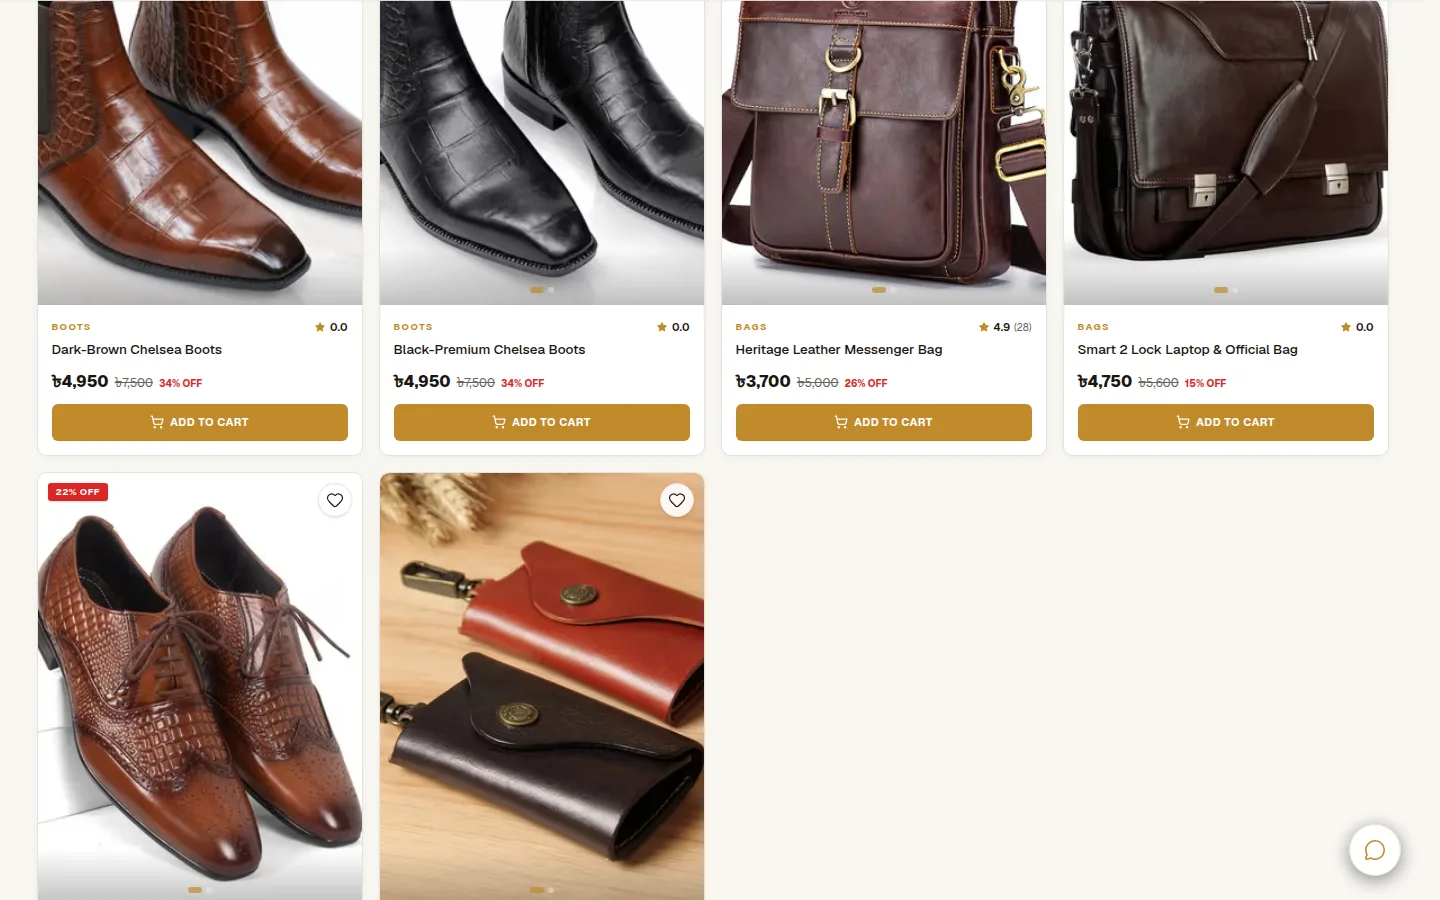 BOOTS
0.0
Dark-Brown Chelsea Boots
৳4,950 ৳7,500 34% OFF
ADD TO CART
BOOTS
0.0
Black-Premium Chelsea Boots
৳4,950 ৳7,500 34% OFF
ADD TO CART
BAGS
4.9 (28)
Heritage Leather Messenger Bag
৳3,700 ৳5,000 26% OFF
ADD TO CART
BAGS
0.0
Smart 2 Lock Laptop & Official Bag
৳4,750 ৳5,600 15% OFF
ADD TO CART
22% OFF